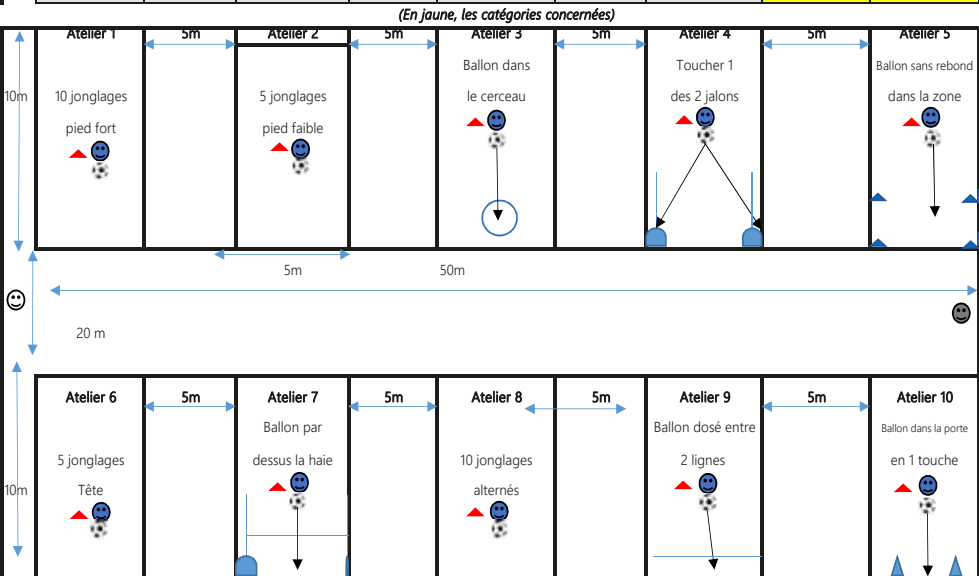 (En jaune, les catégories concernées)
Atelier 1
5m
Atelier 2
5m
Atelier 3
5m
Atelier 4
5m
Atelier 5
10m
10 jonglages
pied fort
5 jonglages
pied faible
Ballon dans
le cerceau
Toucher 1
des 2 jalons
Ballon sans rebond
dans la zone
5m
50m
20 m
Atelier 6
5m
Atelier 7
5m
Atelier 8
5m
Atelier 9
5m
Atelier 10
10m
5 jonglages
Tête
Ballon par
dessus la haie
10 jonglages
alternés
Ballon dosé entre
2 lignes
Ballon dans la porte
en 1 touche